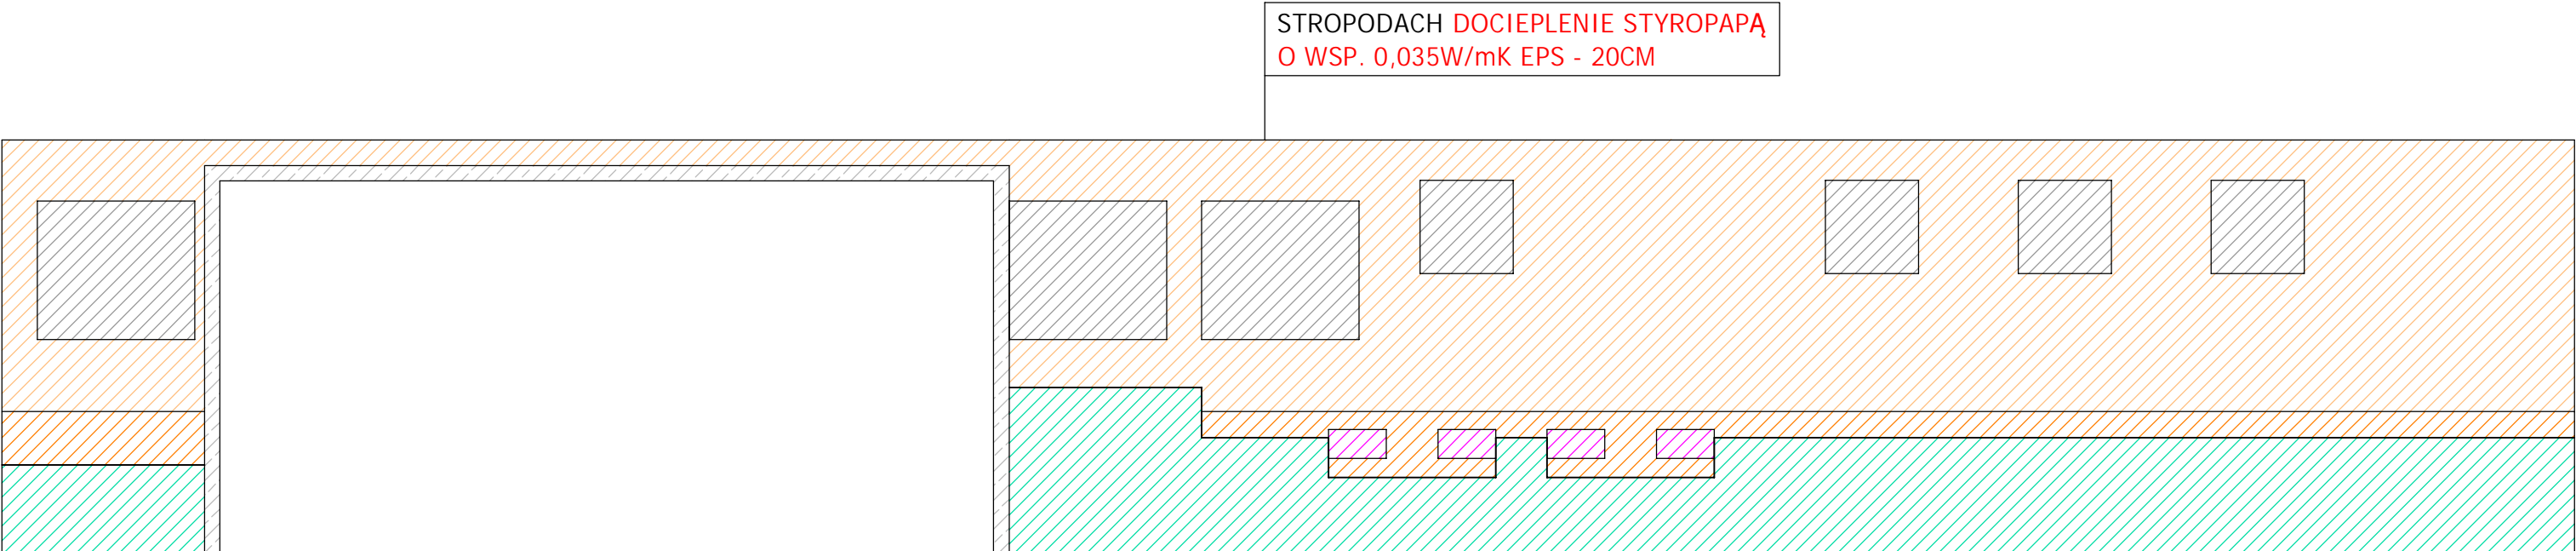 STROPODACH DOCIEPLENIE STYROPAPĄ
O WSP. 0,035W/mK EPS - 20CM